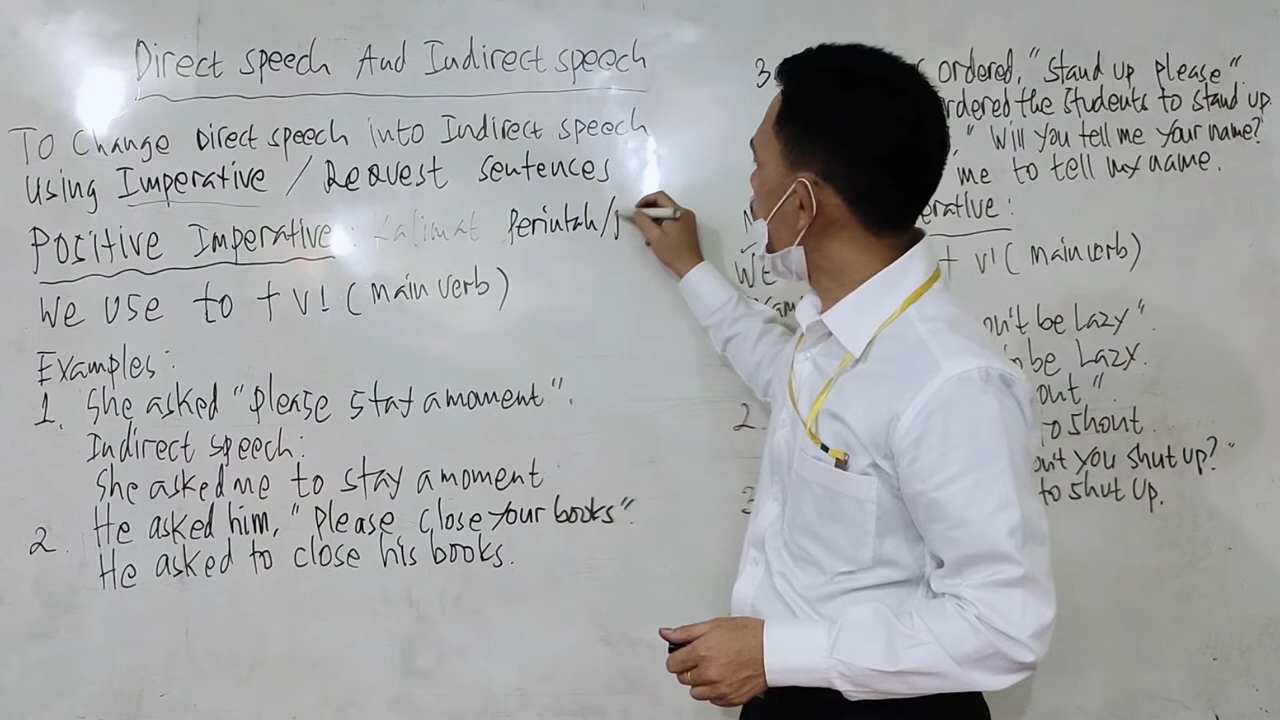 Direct speech And Indirect speech
To Change Direct speech into Indirect speech
Using Imperative / Request sentences
Positive Imperative : Kalimat Perintah/
We use to + V1 (main verb)
Examples:
1. She asked "Please stay a moment".
Indirect speech:
She asked me to stay a moment
2. He asked him, "Please close your books".
He asked to close his books.
3. ordered, "Stand up please".
ordered the students to stand up.
"Will you tell me your name?
me to tell my name.
:
We + V1 (main verb)
be Lazy".
be Lazy.
2.
to shout.
you shut up?"
3 to shut up.